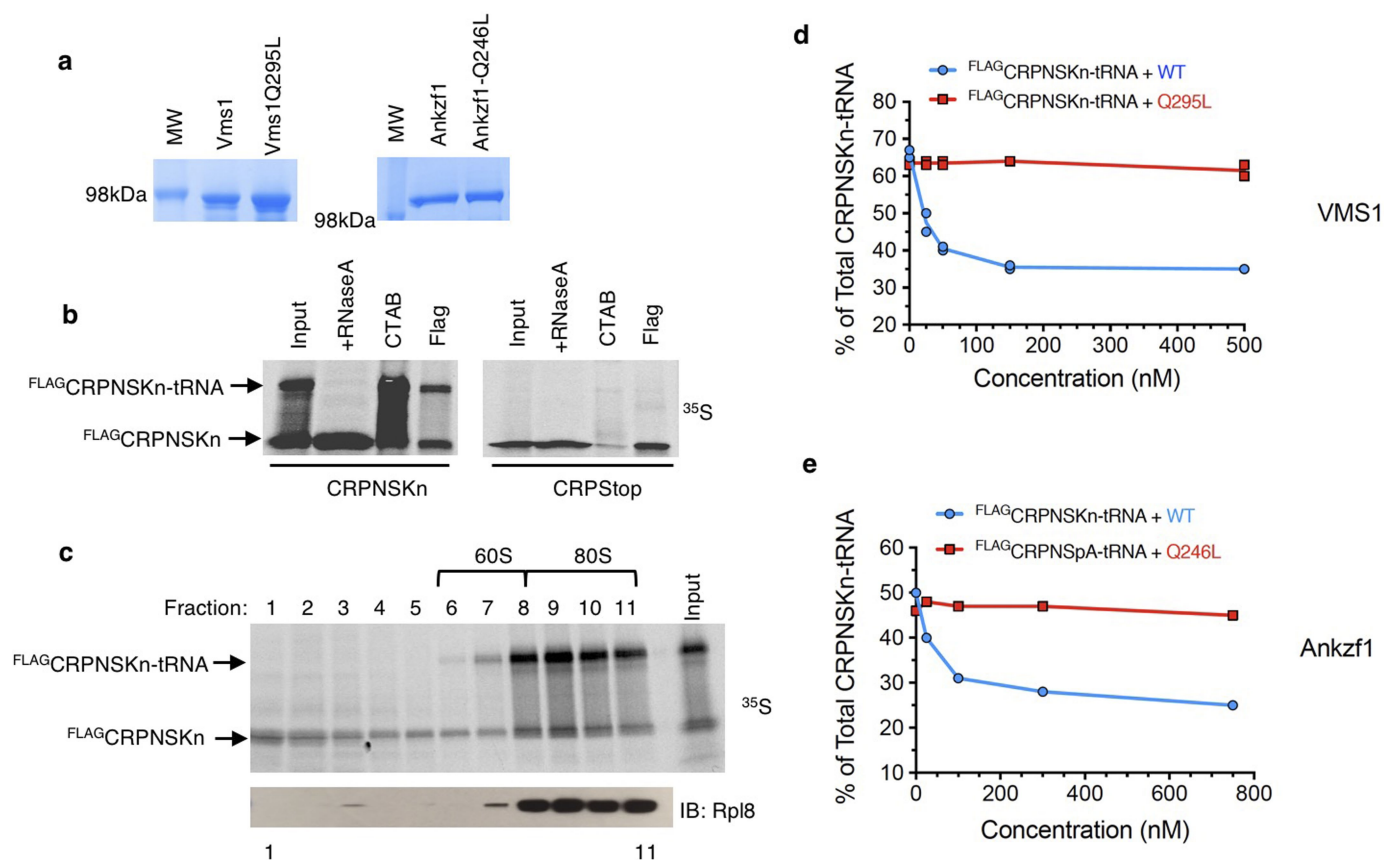 a
MW
Vms1
Vms1Q295L
98kDa
MW
Ankzf1
Ankzf1-Q246L
98kDa
b
Input
+RNaseA
CTAB
Flag
Input
+RNaseA
CTAB
Flag
FLAGCRPNSKn-tRNA
FLAGCRPNSKn
35S
CRPNSKn
CRPStop
c
60S
80S
Fraction: 1 2 3 4 5 6 7 8 9 10 11
Input
FLAGCRPNSKn-tRNA
FLAGCRPNSKn
35S
IB: Rpl8
1
11
d
FLAGCRPNSKn-tRNA + WT
FLAGCRPNSKn-tRNA + Q295L
% of Total CRPNSKn-tRNA
80
70
60
50
40
30
20
0 100 200 300 400 500
Concentration (nM)
VMS1
e
FLAGCRPNSKn-tRNA + WT
FLAGCRPNSpA-tRNA + Q246L
% of Total CRPNSKn-tRNA
60
50
40
30
20
10
0 200 400 600 800
Concentration (nM)
Ankzf1